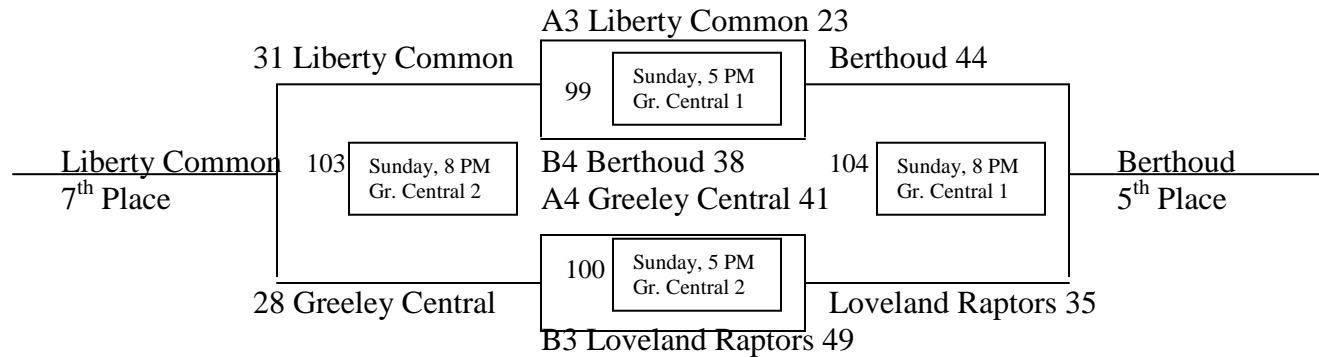 A3 Liberty Common 23
31 Liberty Common
Berthoud 44
99
Sunday, 5 PM
Gr. Central 1
Liberty Common
7th Place
103
Sunday, 8 PM
Gr. Central 2
B4 Berthoud 38
A4 Greeley Central 41
104
Sunday, 8 PM
Gr. Central 1
Berthoud
5th Place
100
Sunday, 5 PM
Gr. Central 2
28 Greeley Central
Loveland Raptors 35
B3 Loveland Raptors 49